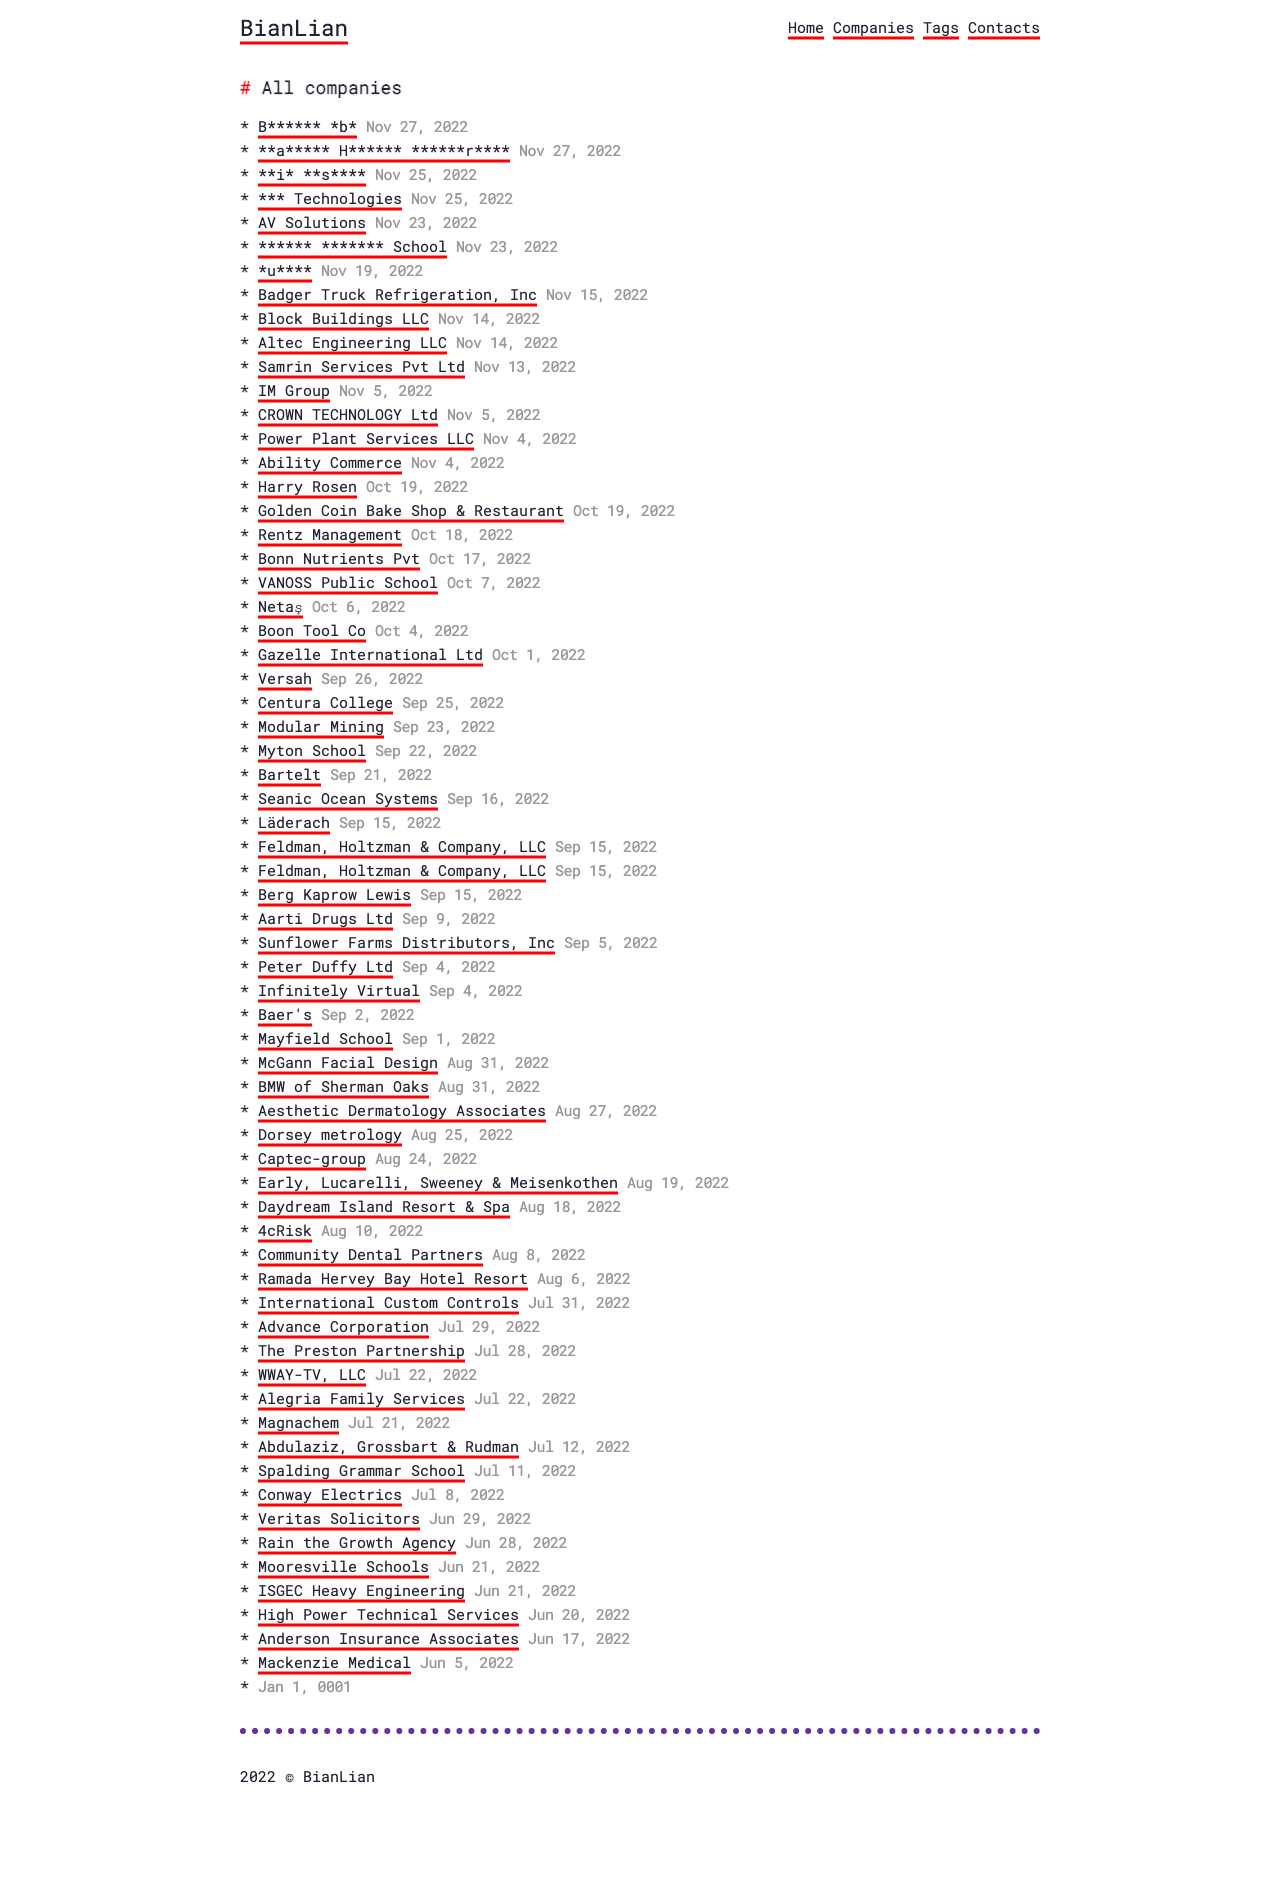 BianLian
Home Companies Tags Contacts
# All companies
* B****** *b* Nov 27, 2022
* **a***** H****** ******r**** Nov 27, 2022
* **i* **s**** Nov 25, 2022
* *** Technologies Nov 25, 2022
* AV Solutions Nov 23, 2022
* ****** ******* School Nov 23, 2022
* *u**** Nov 19, 2022
* Badger Truck Refrigeration, Inc Nov 15, 2022
* Block Buildings LLC Nov 14, 2022
* Altec Engineering LLC Nov 14, 2022
* Samrin Services Pvt Ltd Nov 13, 2022
* IM Group Nov 5, 2022
* CROWN TECHNOLOGY Ltd Nov 5, 2022
* Power Plant Services LLC Nov 4, 2022
* Ability Commerce Nov 4, 2022
* Harry Rosen Oct 19, 2022
* Golden Coin Bake Shop & Restaurant Oct 19, 2022
* Rentz Management Oct 18, 2022
* Bonn Nutrients Pvt Oct 17, 2022
* VANOSS Public School Oct 7, 2022
* Netaş Oct 6, 2022
* Boon Tool Co Oct 4, 2022
* Gazelle International Ltd Oct 1, 2022
* Versah Sep 26, 2022
* Centura College Sep 25, 2022
* Modular Mining Sep 23, 2022
* Myton School Sep 22, 2022
* Bartelt Sep 21, 2022
* Seanic Ocean Systems Sep 16, 2022
* Läderach Sep 15, 2022
* Feldman, Holtzman & Company, LLC Sep 15, 2022
* Feldman, Holtzman & Company, LLC Sep 15, 2022
* Berg Kaprow Lewis Sep 15, 2022
* Aarti Drugs Ltd Sep 9, 2022
* Sunflower Farms Distributors, Inc Sep 5, 2022
* Peter Duffy Ltd Sep 4, 2022
* Infinitely Virtual Sep 4, 2022
* Baer's Sep 2, 2022
* Mayfield School Sep 1, 2022
* McGann Facial Design Aug 31, 2022
* BMW of Sherman Oaks Aug 31, 2022
* Aesthetic Dermatology Associates Aug 27, 2022
* Dorsey metrology Aug 25, 2022
* Captec-group Aug 24, 2022
* Early, Lucarelli, Sweeney & Meisenkothen Aug 19, 2022
* Daydream Island Resort & Spa Aug 18, 2022
* 4cRisk Aug 10, 2022
* Community Dental Partners Aug 8, 2022
* Ramada Hervey Bay Hotel Resort Aug 6, 2022
* International Custom Controls Jul 31, 2022
* Advance Corporation Jul 29, 2022
* The Preston Partnership Jul 28, 2022
* WWAY-TV, LLC Jul 22, 2022
* Alegria Family Services Jul 22, 2022
* Magnachem Jul 21, 2022
* Abdulaziz, Grossbart & Rudman Jul 12, 2022
* Spalding Grammar School Jul 11, 2022
* Conway Electrics Jul 8, 2022
* Veritas Solicitors Jun 29, 2022
* Rain the Growth Agency Jun 28, 2022
* Mooresville Schools Jun 21, 2022
* ISGEC Heavy Engineering Jun 21, 2022
* High Power Technical Services Jun 20, 2022
* Anderson Insurance Associates Jun 17, 2022
* Mackenzie Medical Jun 5, 2022
* Jan 1, 0001
2022 © BianLian